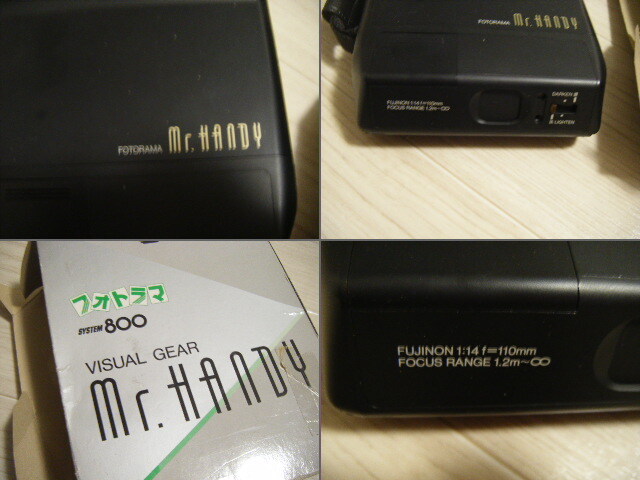 FOTORAMA Mr. HANDY
FOTORAMA Mr. HANDY
FUJINON 1:14 f=110mm
FOCUS RANGE 1.2m~∞
DARKEN
LIGHTEN
フォトラマ
SYSTEM 800
VISUAL GEAR
Mr. HANDY
FUJINON 1:14 f=110mm
FOCUS RANGE 1.2m~∞